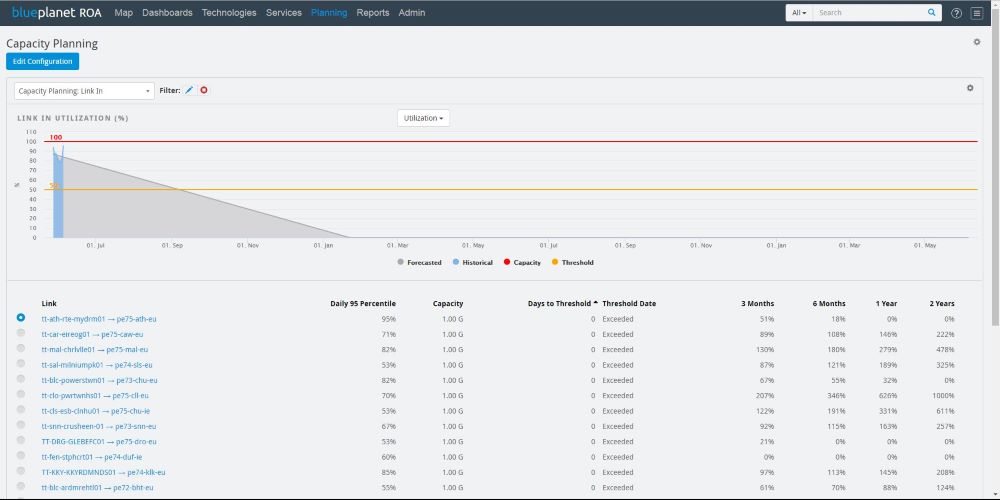 blueplanet ROA Map Dashboards Technologies Services Planning Reports Admin All Search
Capacity Planning
Edit Configuration
Capacity Planning: Link In Filter:
LINK IN UTILIZATION (%) Utilization
110
100 100
90
80
70
60
50 50
40
30
20
10
0
%
01. Jul 01. Sep 01. Nov 01. Jan 01. Mar 01. May 01. Jul 01. Sep 01. Nov 01. Jan 01. Mar 01. May
Forecasted Historical Capacity Threshold
Link Daily 95 Percentile Capacity Days to Threshold Threshold Date 3 Months 6 Months 1 Year 2 Years
tt-ath-rte-mydrm01 → pe75-ath-eu 95% 1.00 G 0 Exceeded 51% 18% 0% 0%
tt-car-eireog01 → pe75-caw-eu 71% 1.00 G 0 Exceeded 89% 108% 146% 222%
tt-mal-chrlvlle01 → pe75-mal-eu 82% 1.00 G 0 Exceeded 130% 180% 279% 478%
tt-sal-milniumpk01 → pe74-sls-eu 53% 1.00 G 0 Exceeded 87% 121% 189% 325%
tt-blc-powerstwn01 → pe73-chu-eu 82% 1.00 G 0 Exceeded 67% 55% 32% 0%
tt-clo-pwrtwnhs01 → pe75-cll-eu 70% 1.00 G 0 Exceeded 207% 346% 626% 1000%
tt-cls-esb-clnhu01 → pe75-chu-ie 53% 1.00 G 0 Exceeded 122% 191% 331% 611%
tt-snn-crusheen-01 → pe73-snn-eu 67% 1.00 G 0 Exceeded 92% 115% 163% 257%
TT-DRG-GLEBEFC01 → pe75-dro-eu 53% 1.00 G 0 Exceeded 21% 0% 0% 0%
tt-fen-stphcrt01 → pe74-duf-ie 60% 1.00 G 0 Exceeded 0% 0% 0% 0%
TT-KKY-KKYRDMNDS01 → pe74-klk-eu 85% 1.00 G 0 Exceeded 97% 113% 145% 208%
tt-blc-ardmrehtl01 → pe72-bht-eu 55% 1.00 G 0 Exceeded 61% 70% 88% 124%